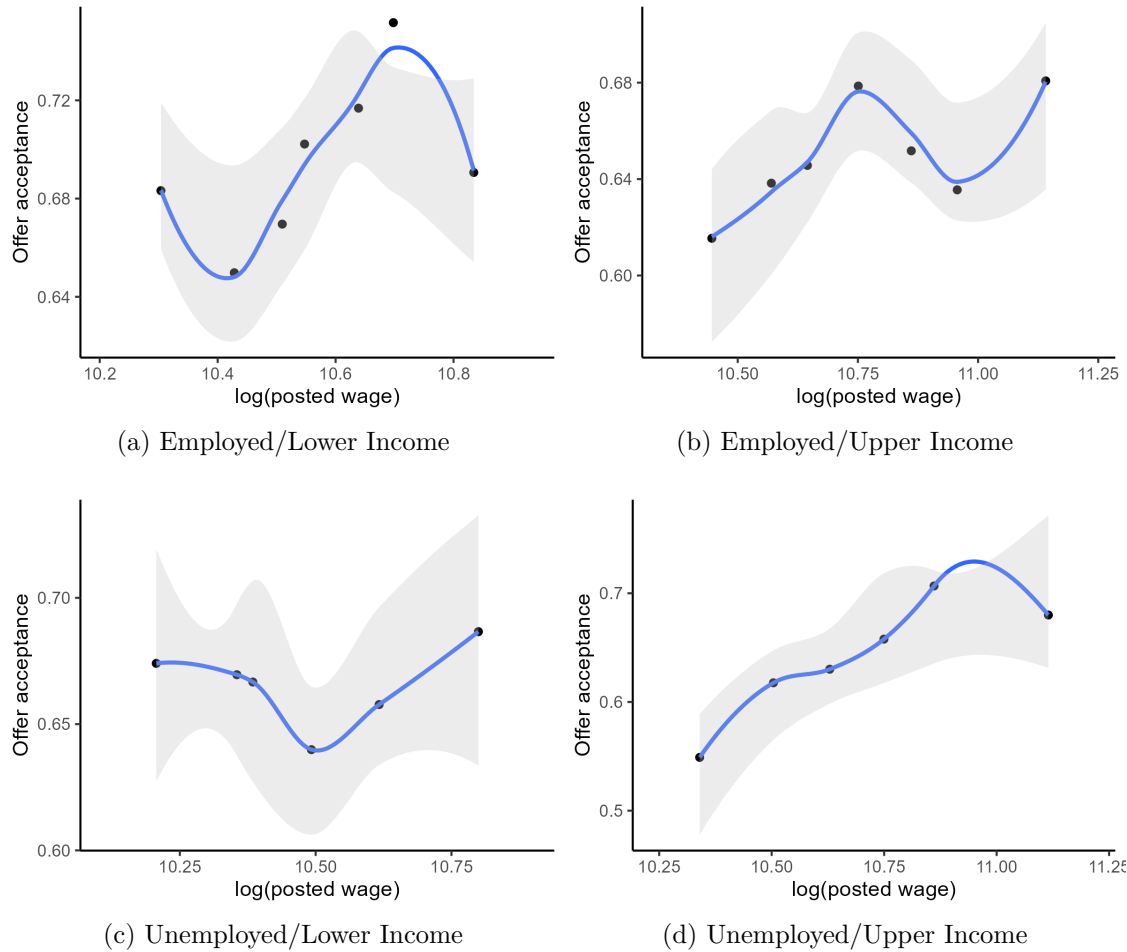 Offer acceptance
0.72
0.68
0.64
10.2 10.4 10.6 10.8
log(posted wage)
(a) Employed/Lower Income
Offer acceptance
0.68
0.64
0.60
10.50 10.75 11.00 11.25
log(posted wage)
(b) Employed/Upper Income
Offer acceptance
0.70
0.65
0.60
10.25 10.50 10.75
log(posted wage)
(c) Unemployed/Lower Income
Offer acceptance
0.7
0.6
0.5
10.25 10.50 10.75 11.00 11.25
log(posted wage)
(d) Unemployed/Upper Income